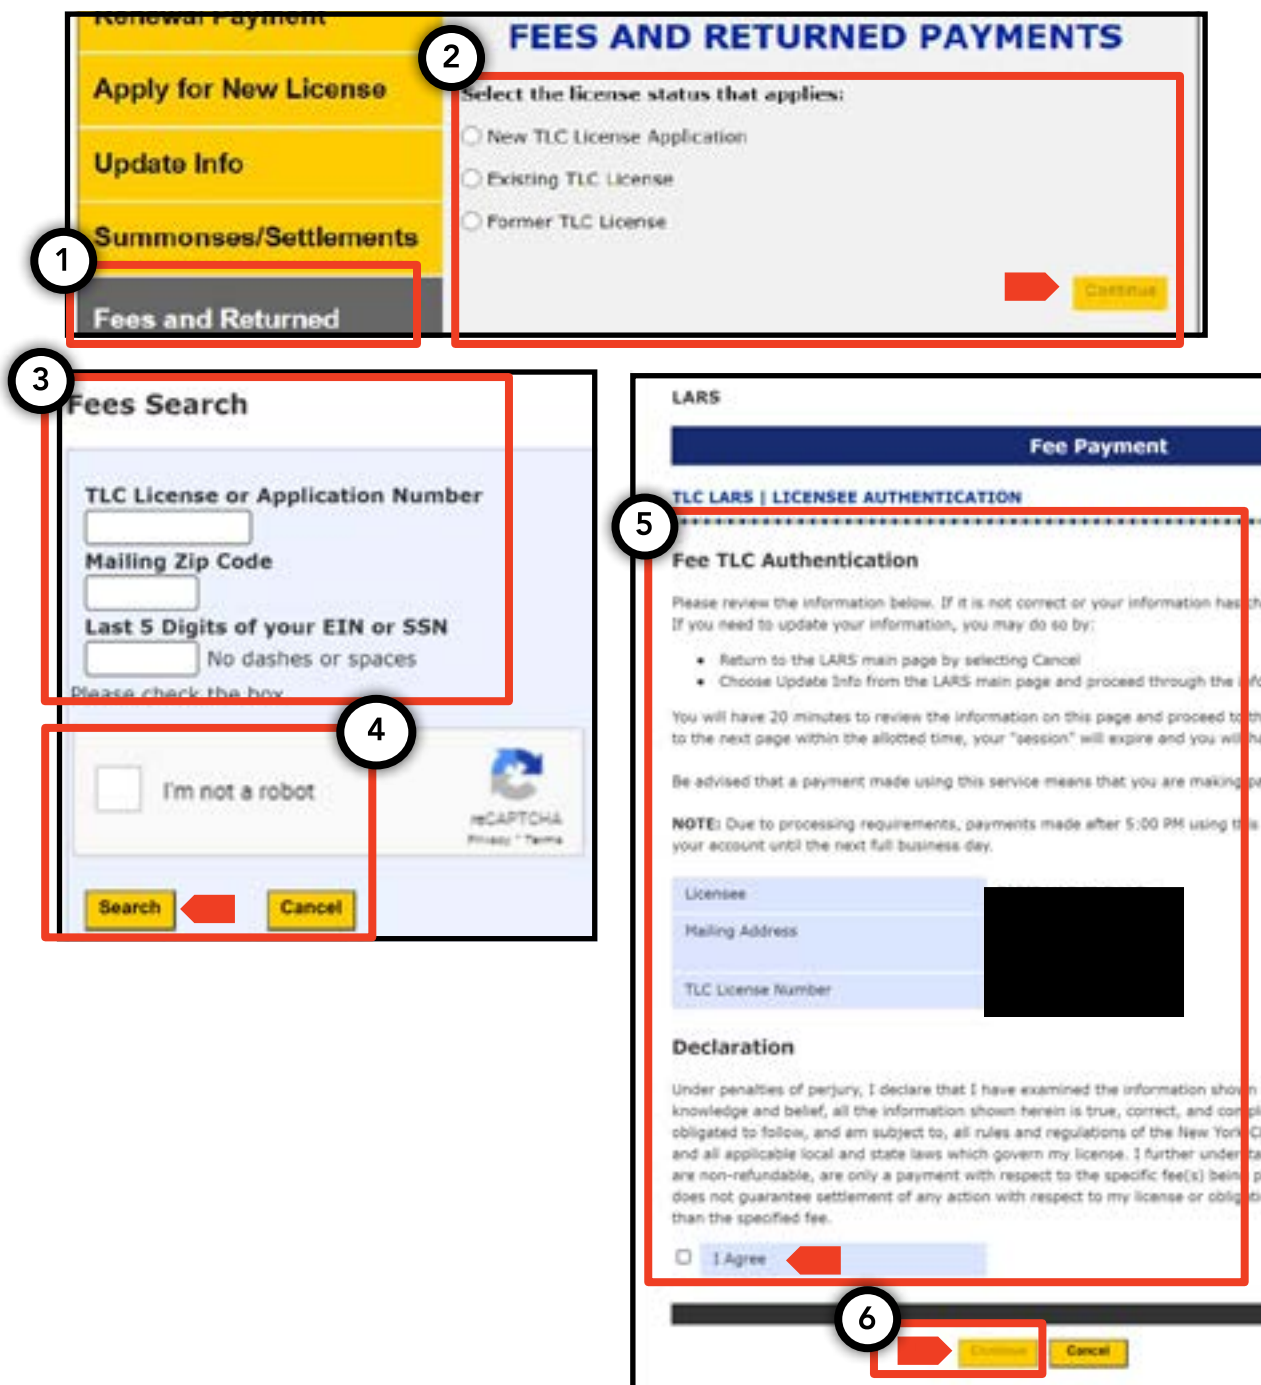 Renewal Payment
Apply for New License
Update Info
Summonses/Settlements
1
Fees and Returned
2
FEES AND RETURNED PAYMENTS
Select the license status that applies:
New TLC License Application
Existing TLC License
Former TLC License
Continue
3
Fees Search
TLC License or Application Number
Mailing Zip Code
Last 5 Digits of your EIN or SSN
No dashes or spaces
Please check the box
4
I'm not a robot
reCAPTCHA
Privacy - Terms
Search
Cancel
LARS
Fee Payment
TLC LARS | LICENSEE AUTHENTICATION
5
Fee TLC Authentication
Please review the information below. If it is not correct or your information has
If you need to update your information, you may do so by:
• Return to the LARS main page by selecting Cancel
• Choose Update Info from the LARS main page and proceed through the
You will have 20 minutes to review the information on this page and proceed to
to the next page within the allotted time, your "session" will expire and you will
Be advised that a payment made using this service means that you are making
NOTE: Due to processing requirements, payments made after 5:00 PM using this
your account until the next full business day.
Licensee
Mailing Address
TLC License Number
Declaration
Under penalties of perjury, I declare that I have examined the information shown
knowledge and belief, all the information shown herein is true, correct, and
obligated to follow, and am subject to, all rules and regulations of the New York
and all applicable local and state laws which govern my license. I further
are non-refundable, are only a payment with respect to the specific fee(s) being
does not guarantee settlement of any action with respect to my license or
than the specified fee.
I Agree
6
Continue
Cancel